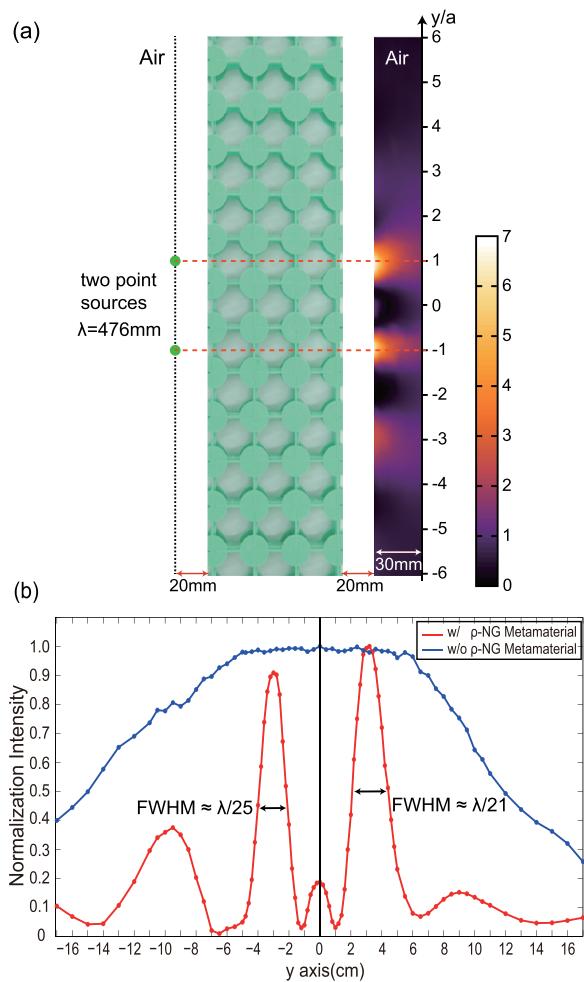 (a)
y/a
Air
Air
6
5
4
3
2
1
0
-1
-2
-3
-4
-5
-6
two point
sources
λ=476mm
7
6
5
4
3
2
1
0
30mm
20mm
20mm
(b)
w/ ρ-NG Metamaterial
w/o ρ-NG Metamaterial
1.0
0.9
0.8
0.7
0.6
0.5
0.4
0.3
0.2
0.1
0
Normalization Intensity
FWHM ≈ λ/25
FWHM ≈ λ/21
−16 −14 −12 −10 −8 −6 −4 −2 0 2 4 6 8 10 12 14 16
y axis(cm)